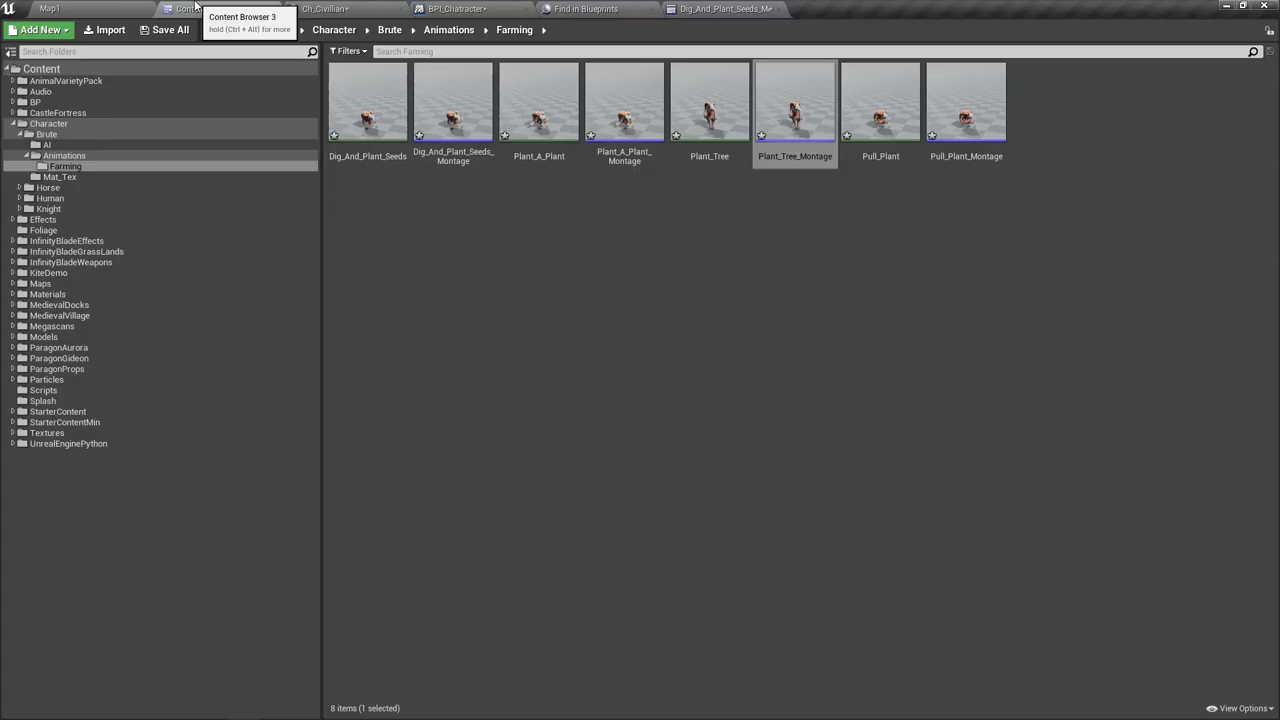 Map1
Conte
Content Browser 3
hold (Ctrl + Alt) for more
Ch_Civillian*
BPI_Chatracter*
Find in Blueprints
Dig_And_Plant_Seeds_M*
Add New
Import
Save All
Character
Brute
Animations
Farming
Search Folders
Filters
Search Farming
Content
AnimalVarietyPack
Audio
BP
CastleFortress
Character
Brute
AI
Animations
Farming
Mat_Tex
Horse
Human
Knight
Effects
Foliage
InfinityBladeEffects
InfinityBladeGrassLands
InfinityBladeWeapons
KiteDemo
Maps
Materials
MedievalDocks
MedievalVillage
Megascans
Models
ParagonAurora
ParagonGideon
ParagonProps
Particles
Scripts
Splash
StarterContent
StarterContentMin
Textures
UnrealEnginePython
Dig_And_Plant_Seeds
Dig_And_Plant_Seeds_
Montage
Plant_A_Plant
Plant_A_Plant_
Montage
Plant_Tree
Plant_Tree_Montage
Pull_Plant
Pull_Plant_Montage
8 items (1 selected)
View Options